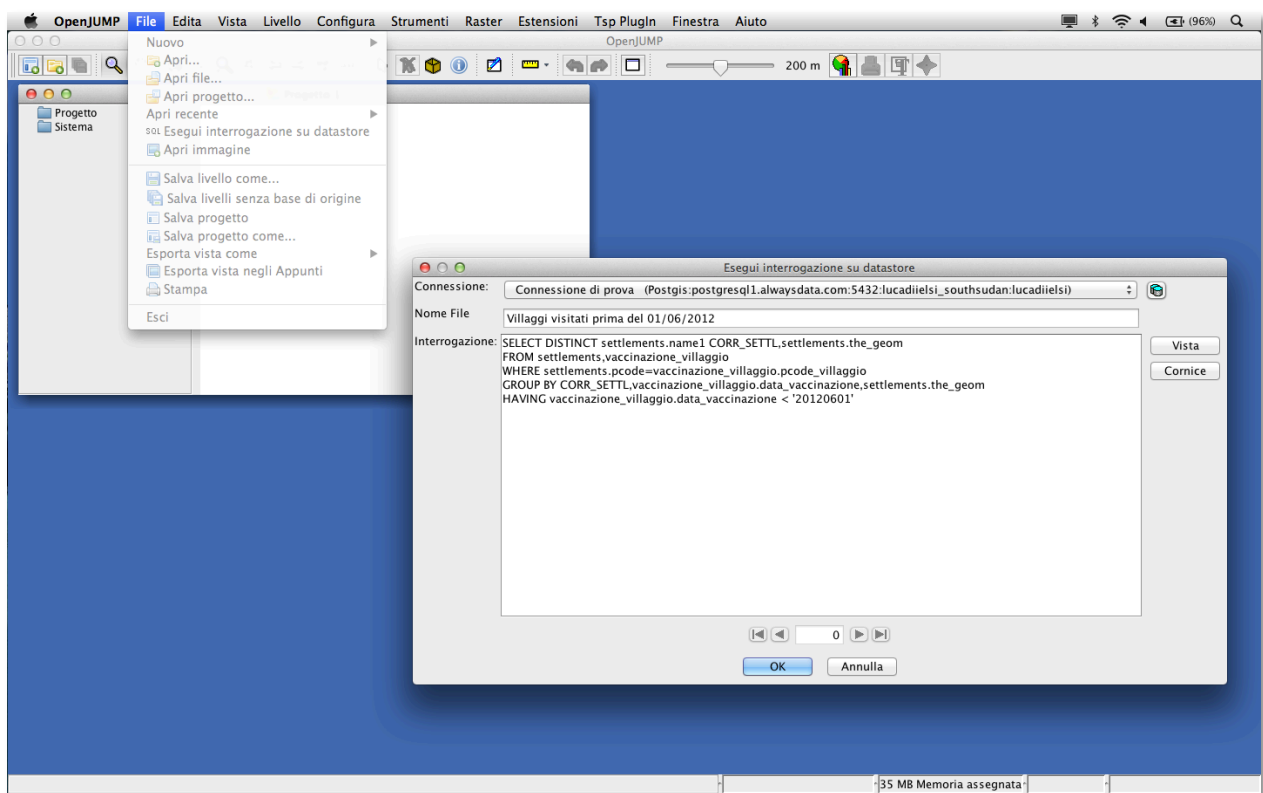 OpenJUMP File Edita Vista Livello Configura Strumenti Raster Estensioni Tsp PlugIn Finestra Aiuto (96%)
OpenJUMP
200 m
Nuovo
Apri...
Apri file...
Apri progetto...
Apri recente
SQL Esegui interrogazione su datastore
Apri immagine
Salva livello come...
Salva livelli senza base di origine
Salva progetto
Salva progetto come...
Esporta vista come
Esporta vista negli Appunti
Stampa
Esci
Progetto
Sistema
Esegui interrogazione su datastore
Connessione: Connessione di prova (Postgis:postgresql1.alwaysdata.com:5432:lucadiielsi_southsudan:lucadiielsi)
Nome File Villaggi visitati prima del 01/06/2012
Interrogazione: SELECT DISTINCT settlements.name1 CORR_SETTL,settlements.the_geom
FROM settlements,vaccinazione_villaggio
WHERE settlements.pcode=vaccinazione_villaggio.pcode_villaggio
GROUP BY CORR_SETTL,vaccinazione_villaggio.data_vaccinazione,settlements.the_geom
HAVING vaccinazione_villaggio.data_vaccinazione < '20120601'
Vista
Cornice
0
OK Annulla
35 MB Memoria assegnata